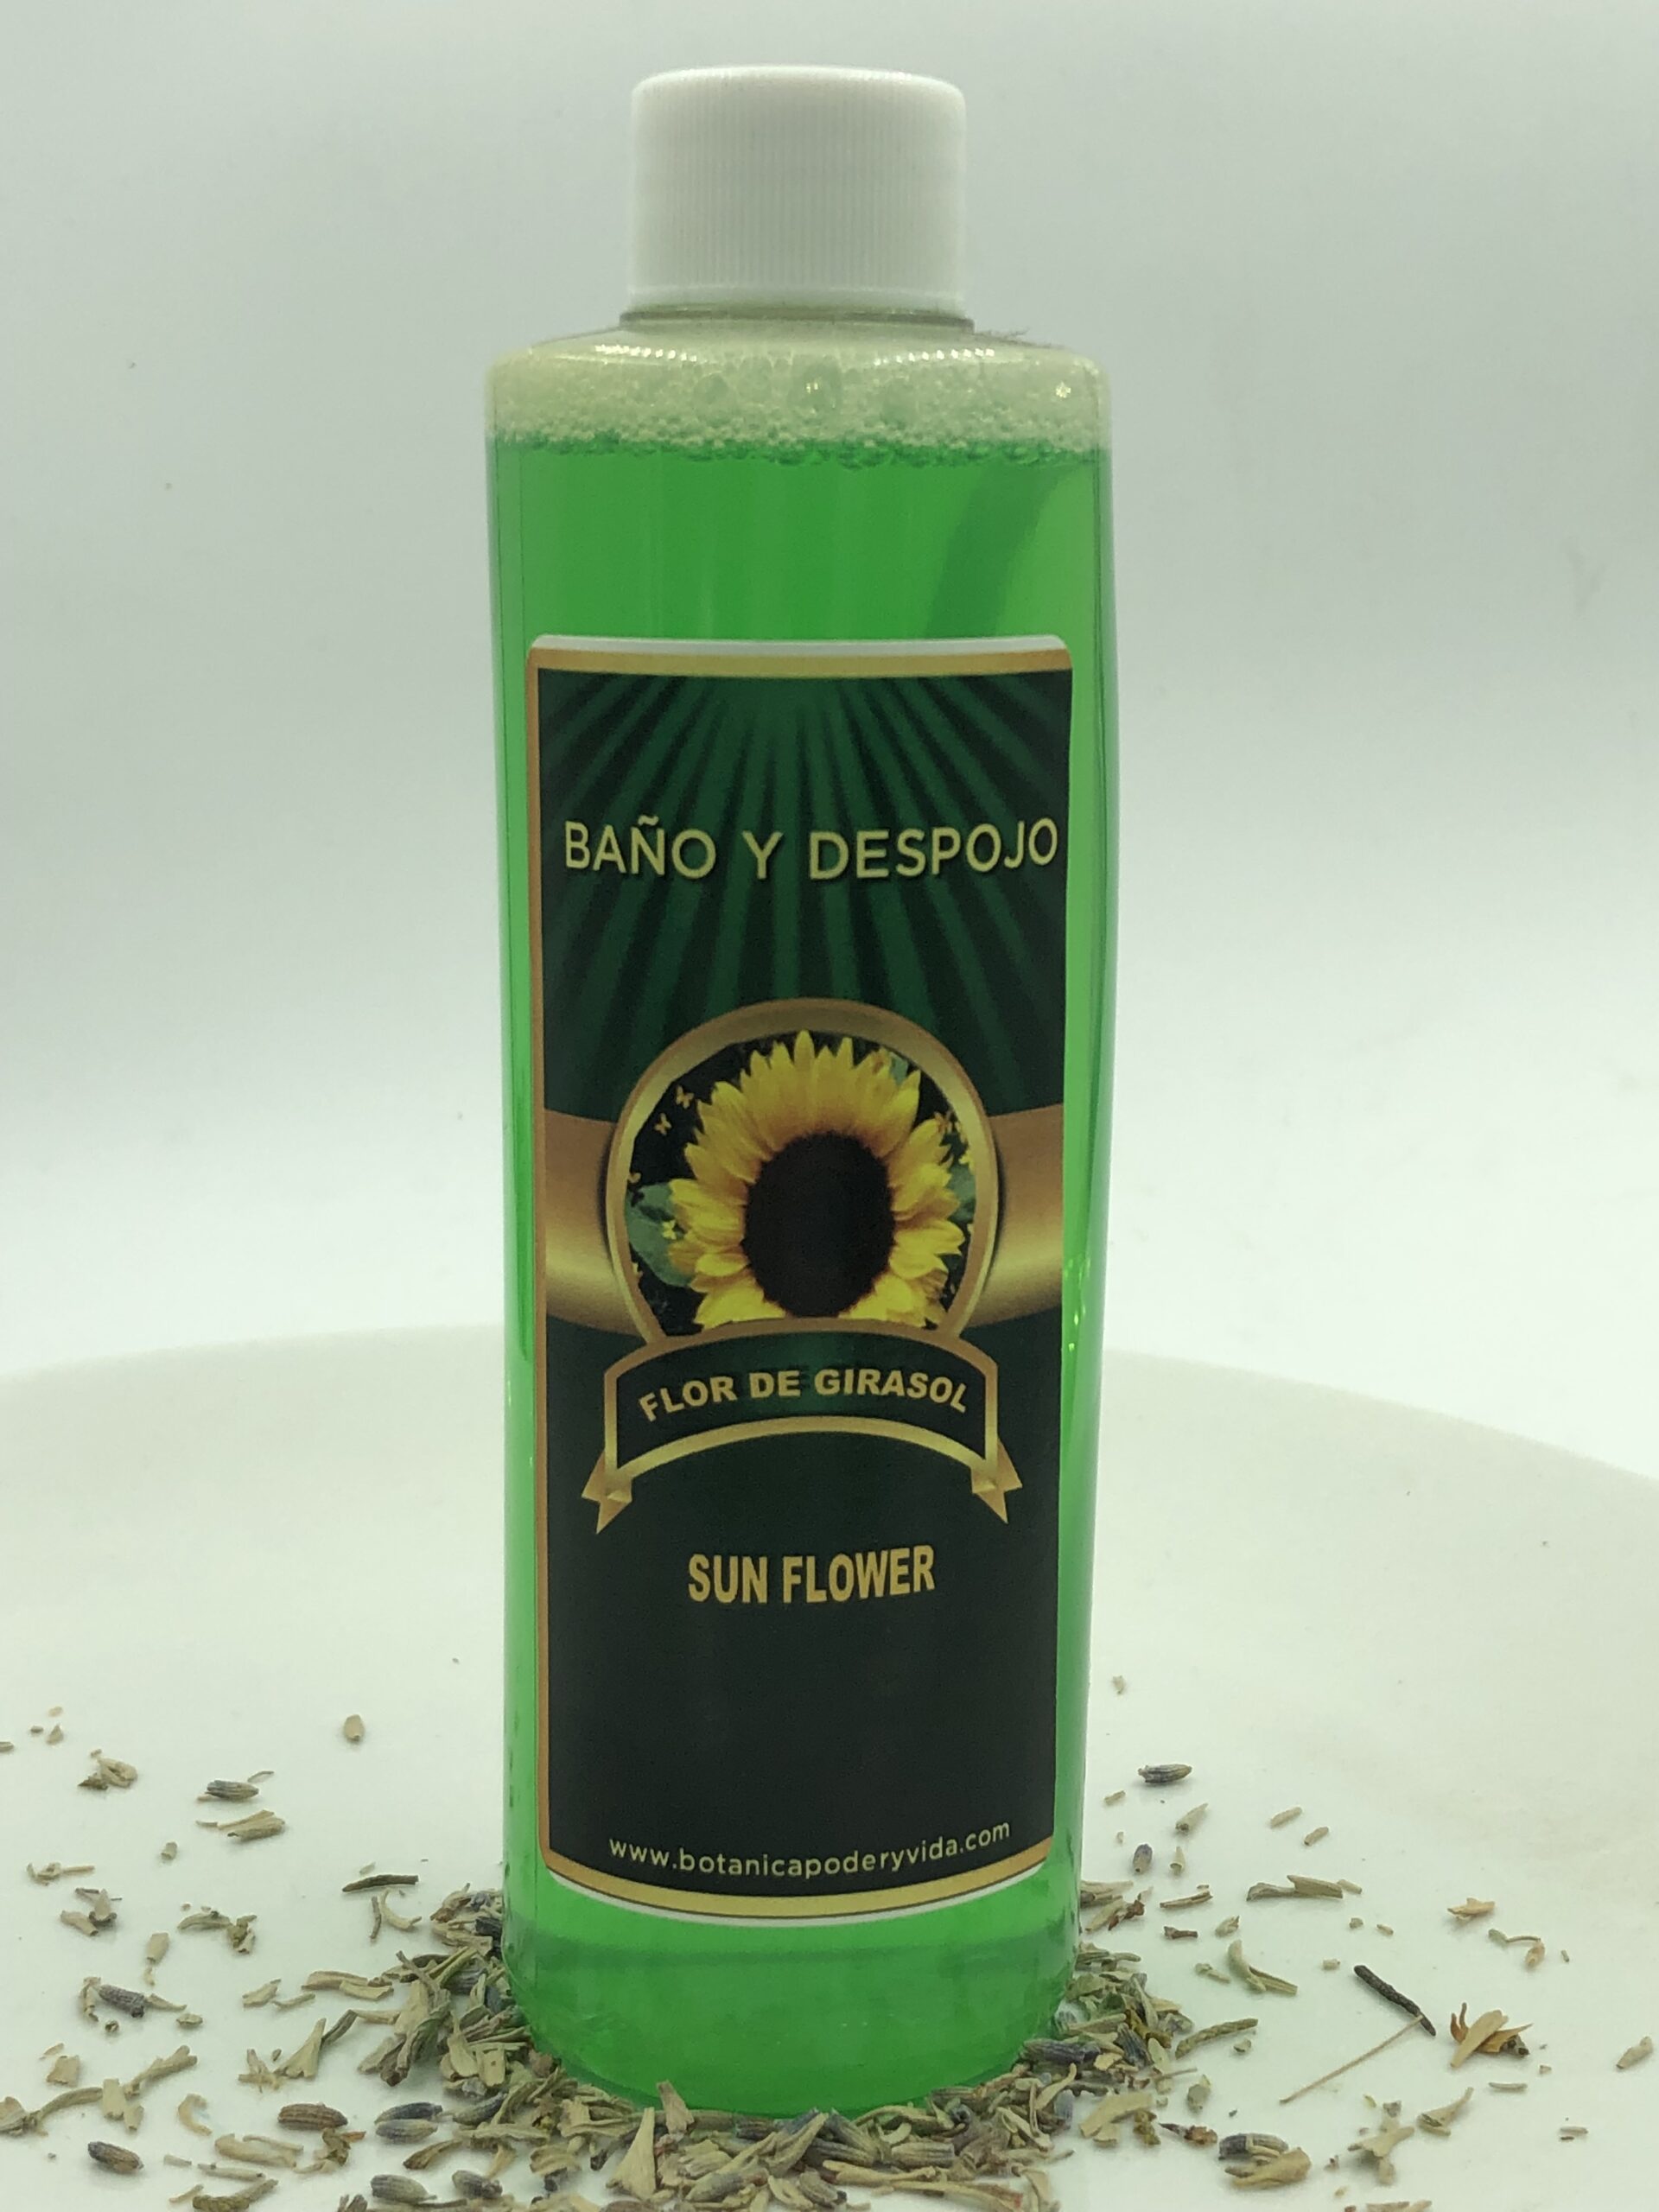 BAÑO Y DESPOJO
FLOR DE GIRASOL
SUN FLOWER
www.botanicapoderyvida.com